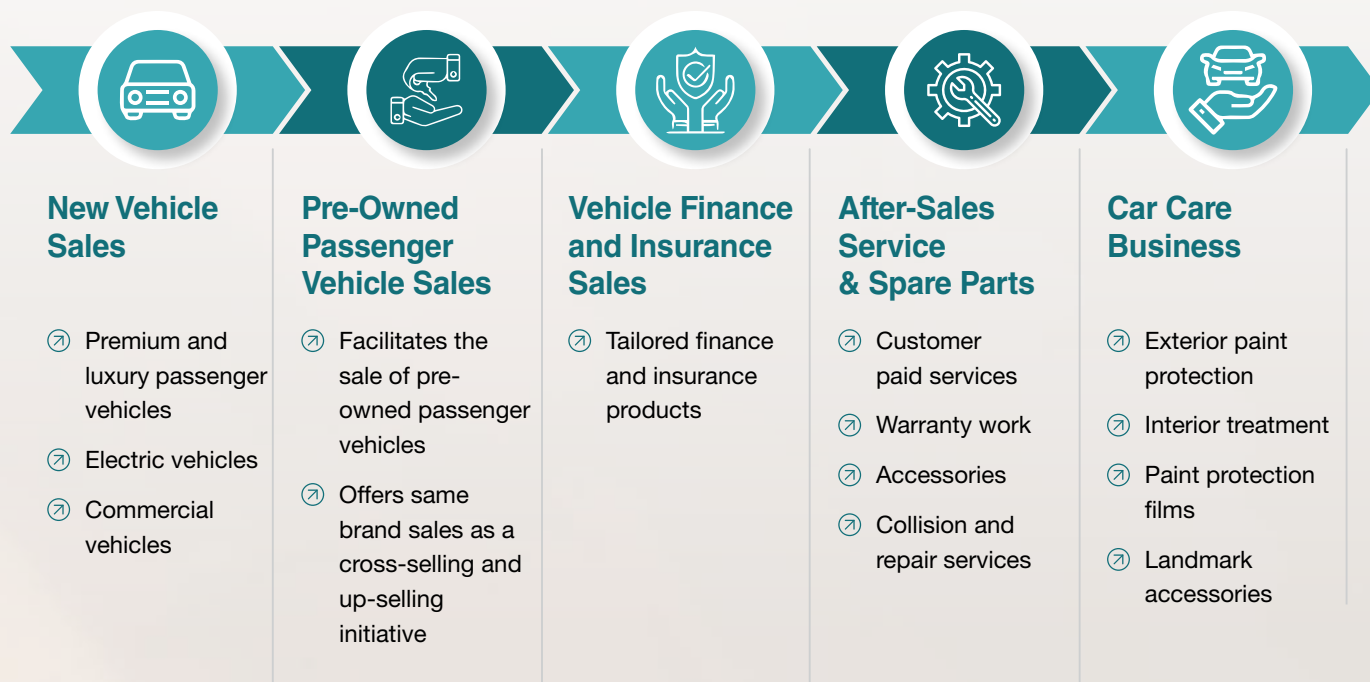 New Vehicle
Sales
Premium and
luxury passenger
vehicles
Electric vehicles
Commercial
vehicles
Pre-Owned
Passenger
Vehicle Sales
Facilitates the
sale of pre-
owned passenger
vehicles
Offers same
brand sales as a
cross-selling and
up-selling
initiative
Vehicle Finance
and Insurance
Sales
Tailored finance
and insurance
products
After-Sales
Service
& Spare Parts
Customer
paid services
Warranty work
Accessories
Collision and
repair services
Car Care
Business
Exterior paint
protection
Interior treatment
Paint protection
films
Landmark
accessories